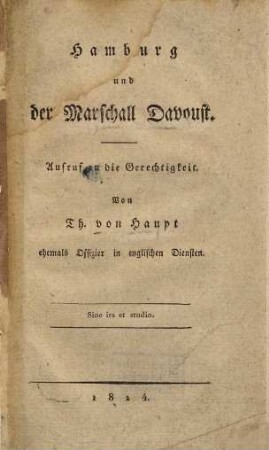 Hamburg
und
der Marschall Davoust.
Aufruf an die Gerechtigkeit.
Von
Th. von Haupt
ehemals Offizier in englischen Diensten.
Sine ira et studio.
1814.